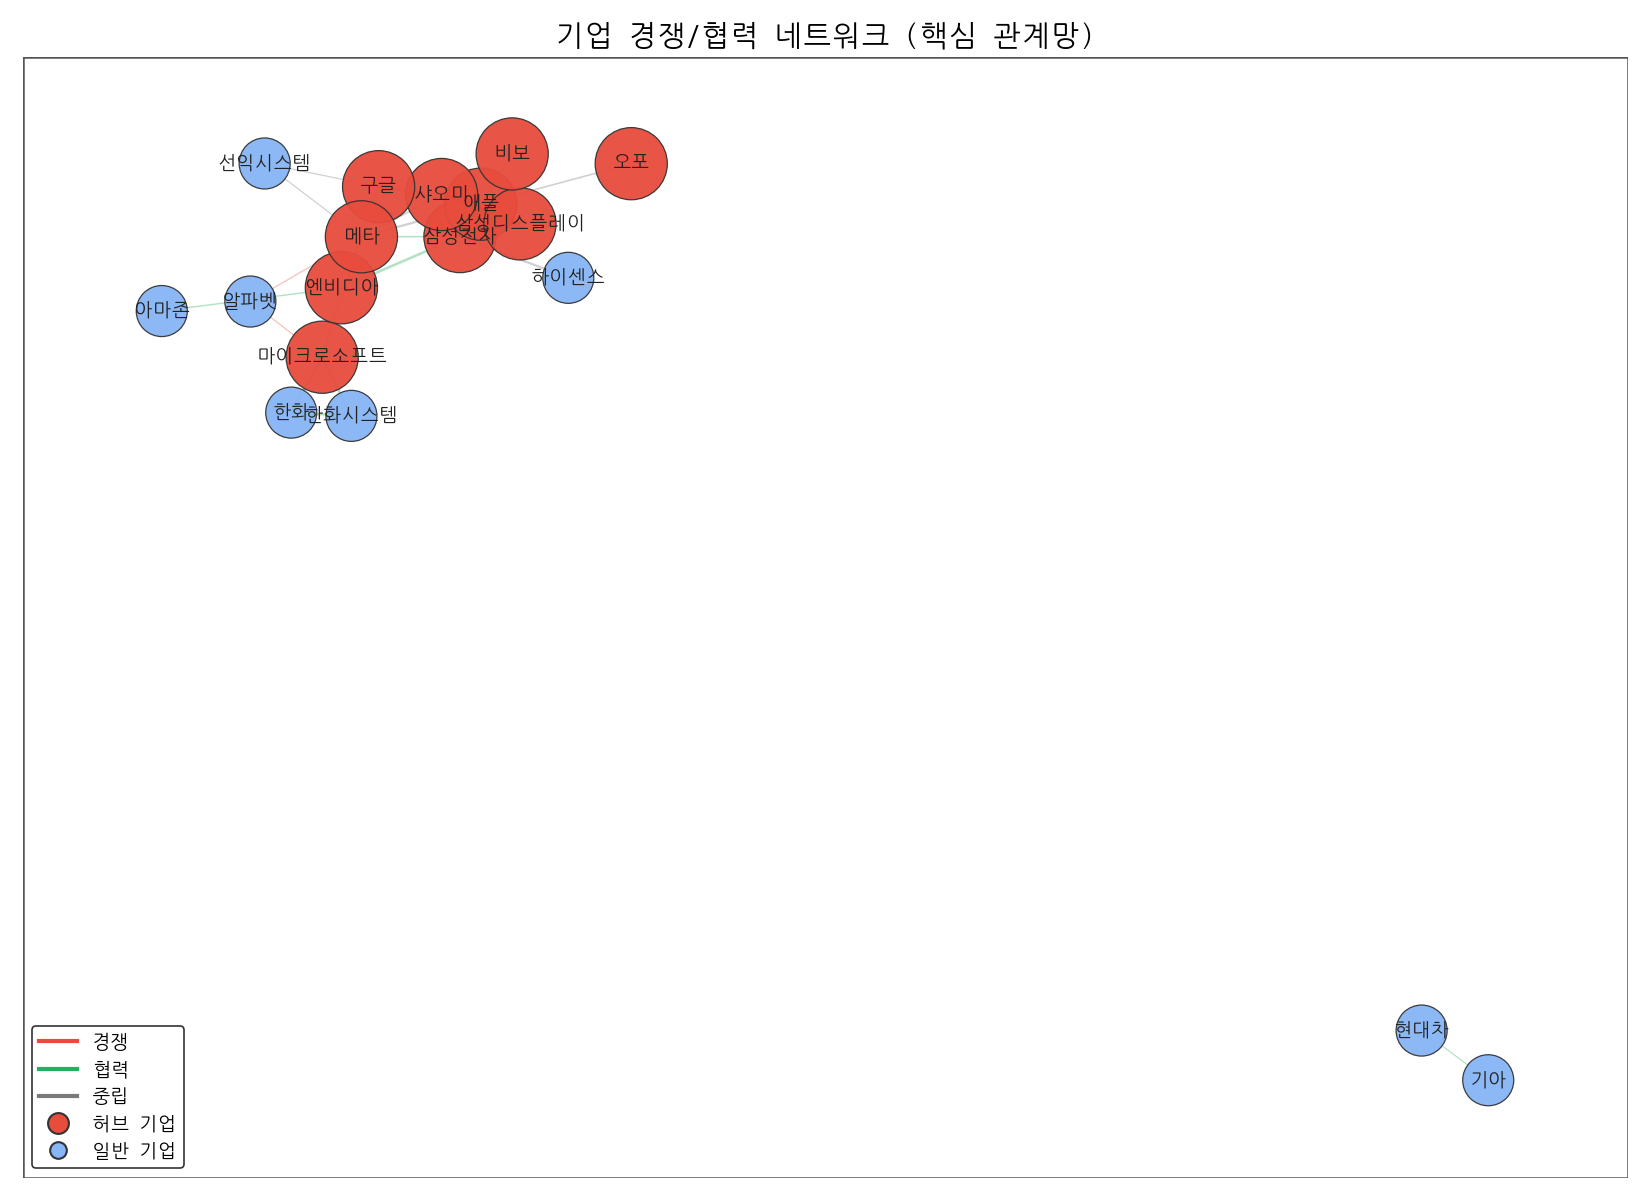 기업 경쟁/협력 네트워크 (핵심 관계망)
비보
오포
선익시스템
구글
샤오미
애플
삼성디스플레이
메타
삼성전자
하이센스
엔비디아
알파벳
아마존
마이크로소프트
한화
한화시스템
현대차
기아
경쟁
협력
중립
허브 기업
일반 기업